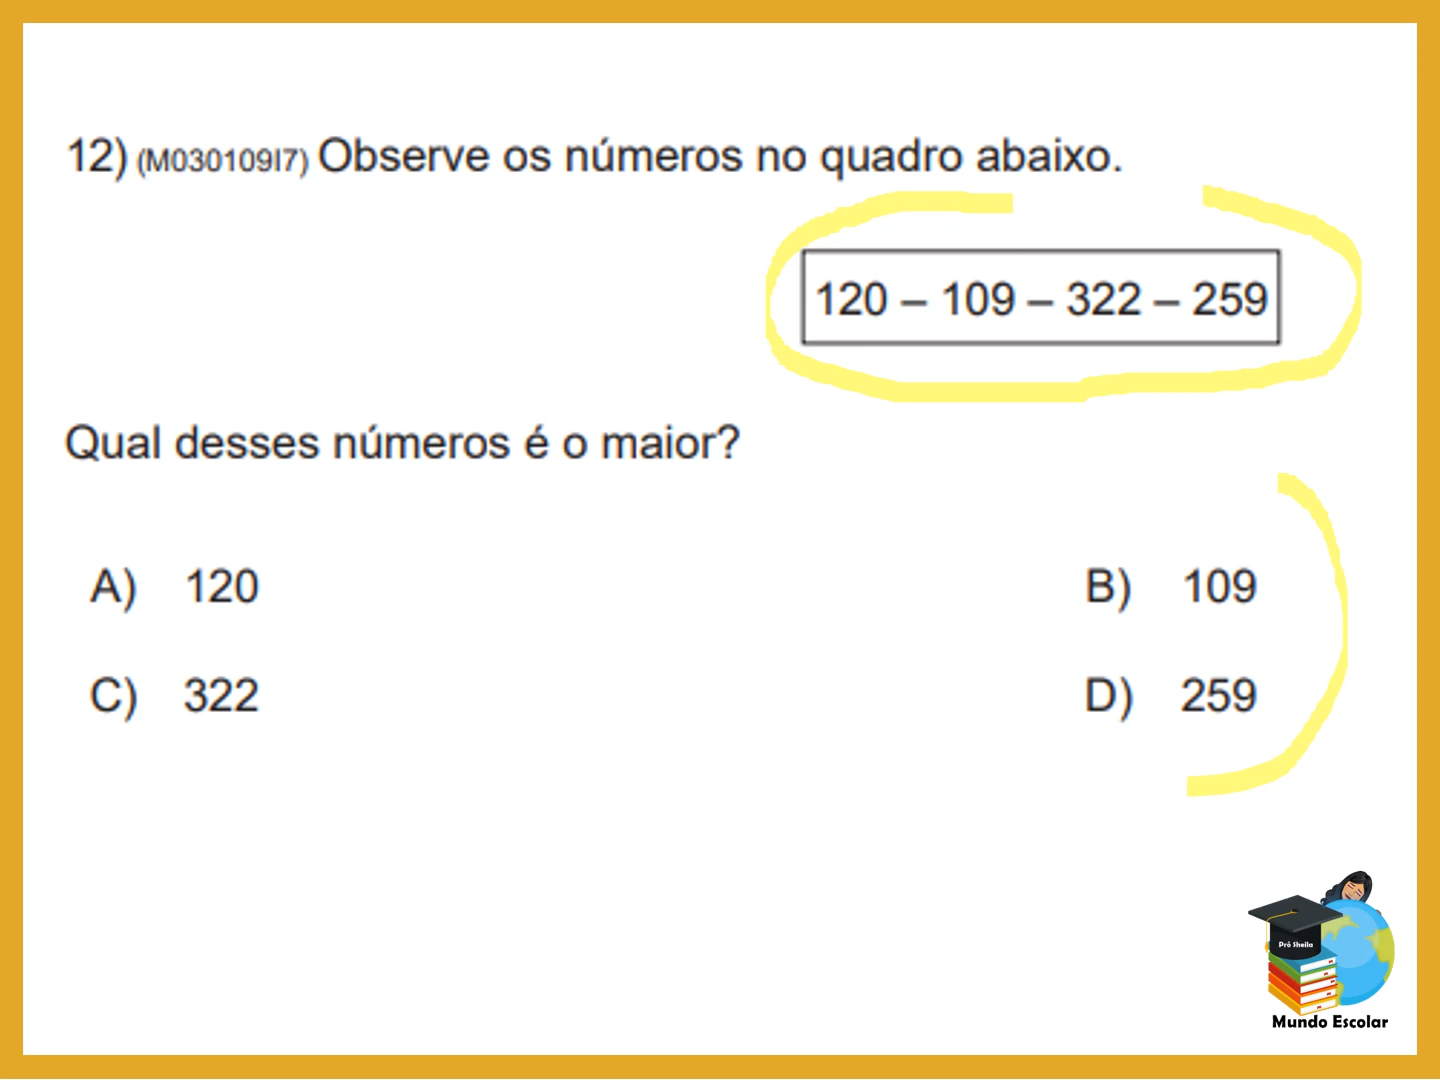 12) (M030109I7) Observe os números no quadro abaixo.
120 – 109 – 322 – 259
Qual desses números é o maior?
A) 120
B) 109
C) 322
D) 259
Prô Sheila
Mundo Escolar